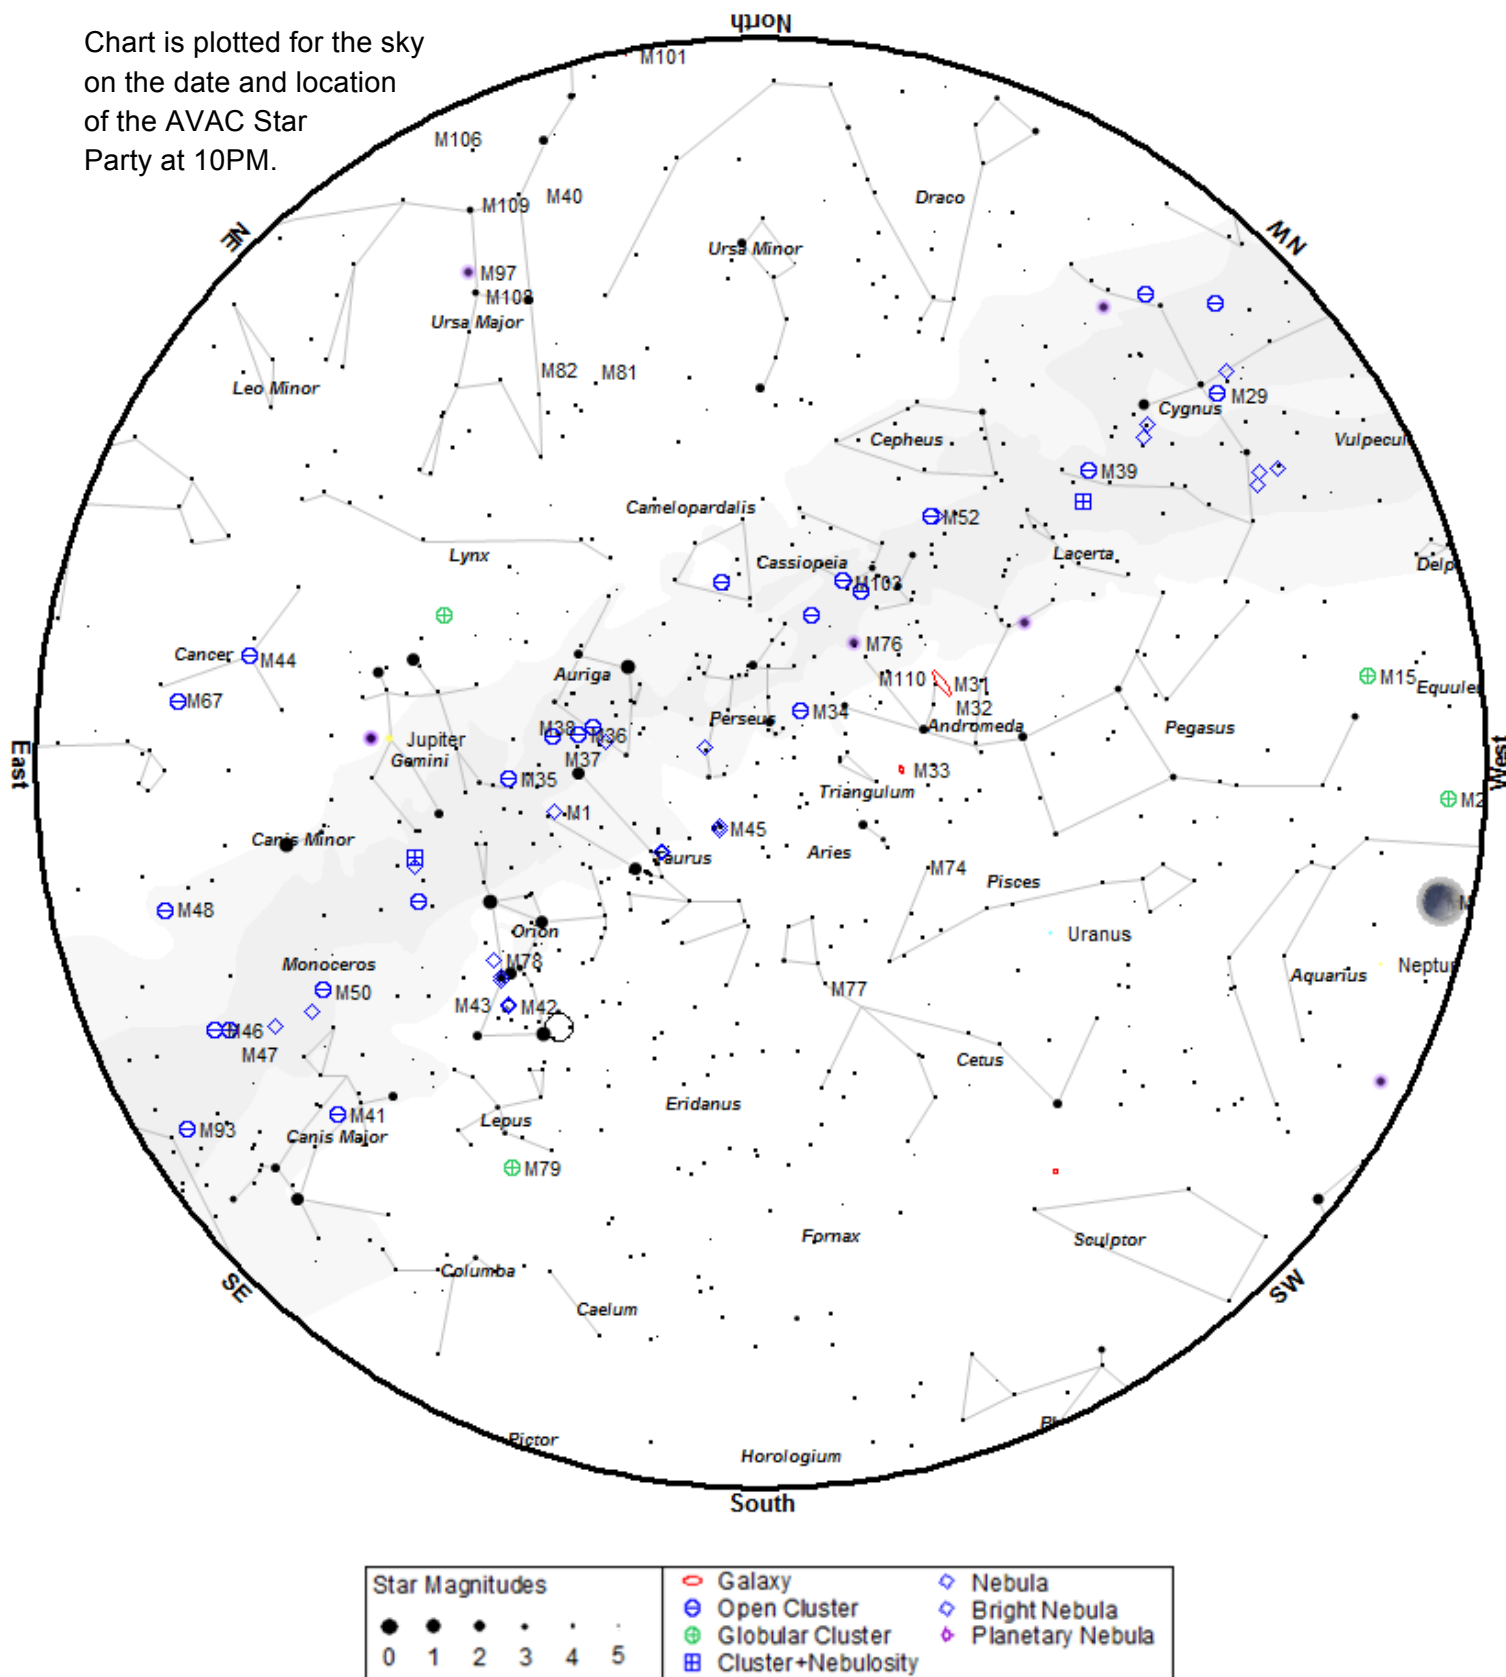 North
Chart is plotted for the sky
on the date and location
of the AVAC Star
Party at 10PM.
M101
M106
M40
M109
Draco
NE
Ursa Minor
NW
M97
M108
Ursa Major
M82
M81
Leo Minor
M29
Cygnus
Cepheus
M39
Camelopardalis
M52
Lynx
Cassiopeia
Lacerta
M103
M76
Cancer
M44
Auriga
M110
M31
M15
Equuleu
M67
M32
M38
M36
Perseus
M34
Andromeda
Pegasus
East
Jupiter
Gemini
M37
M35
M33
Triangulum
West
M2
M1
M45
Canis Minor
Taurus
Aries
M74
Pisces
M48
Orion
Uranus
M78
Monoceros
M50
M77
Aquarius
Neptun
M43
M42
M46
M47
Cetus
Eridanus
M41
Lepus
M93
Canis Major
M79
Fornax
Sculptor
SE
Columba
Caelum
SW
Pictor
Horologium
South
Star Magnitudes
0 1 2 3 4 5
Galaxy
Nebula
Open Cluster
Bright Nebula
Globular Cluster
Planetary Nebula
Cluster+Nebulosity